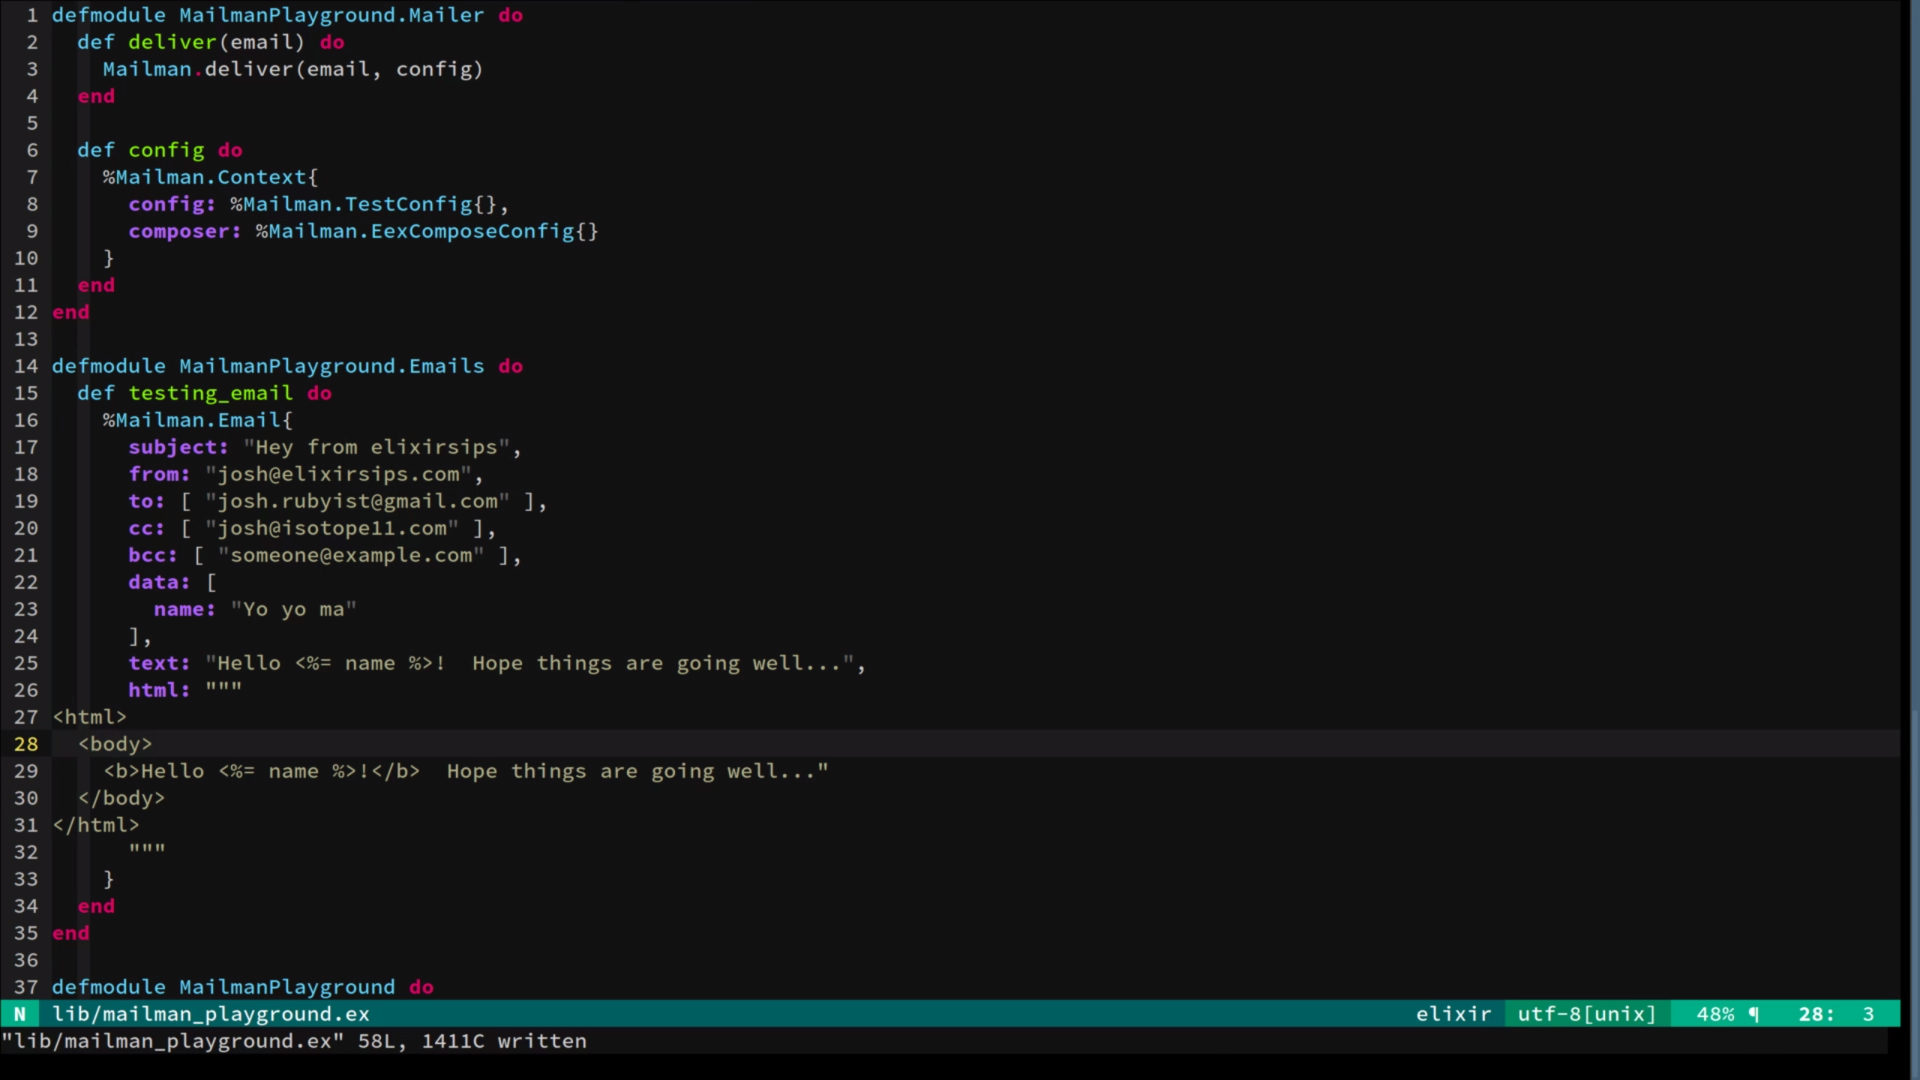 1 defmodule MailmanPlayground.Mailer do
2   def deliver(email) do
3     Mailman.deliver(email, config)
4   end
5
6   def config do
7     %Mailman.Context{
8       config: %Mailman.TestConfig{},
9       composer: %Mailman.EexComposeConfig{}
10     }
11   end
12 end
13
14 defmodule MailmanPlayground.Emails do
15   def testing_email do
16     %Mailman.Email{
17       subject: "Hey from elixirsips",
18       from: "josh@elixirsips.com",
19       to: [ "josh.rubyist@gmail.com" ],
20       cc: [ "josh@isotope11.com" ],
21       bcc: [ "someone@example.com" ],
22       data: [
23         name: "Yo yo ma"
24       ],
25       text: "Hello <%= name %>!  Hope things are going well...",
26       html: """
27 <html>
28   <body>
29     <b>Hello <%= name %>!</b>  Hope things are going well..."
30   </body>
31 </html>
32       """
33     }
34   end
35 end
36
37 defmodule MailmanPlayground do
N lib/mailman_playground.ex elixir utf-8[unix] 48% ¶ 28: 3
"lib/mailman_playground.ex" 58L, 1411C written